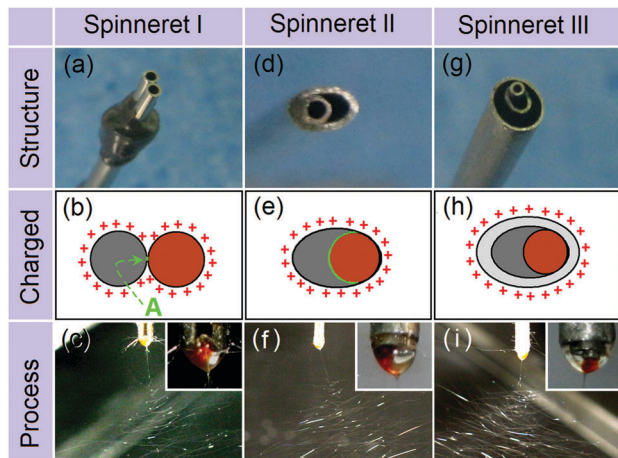 Spinneret I
Spinneret II
Spinneret III
Structure
(a)
(d)
(g)
Charged
(b)
A
(e)
(h)
Process
(c)
(f)
(i)